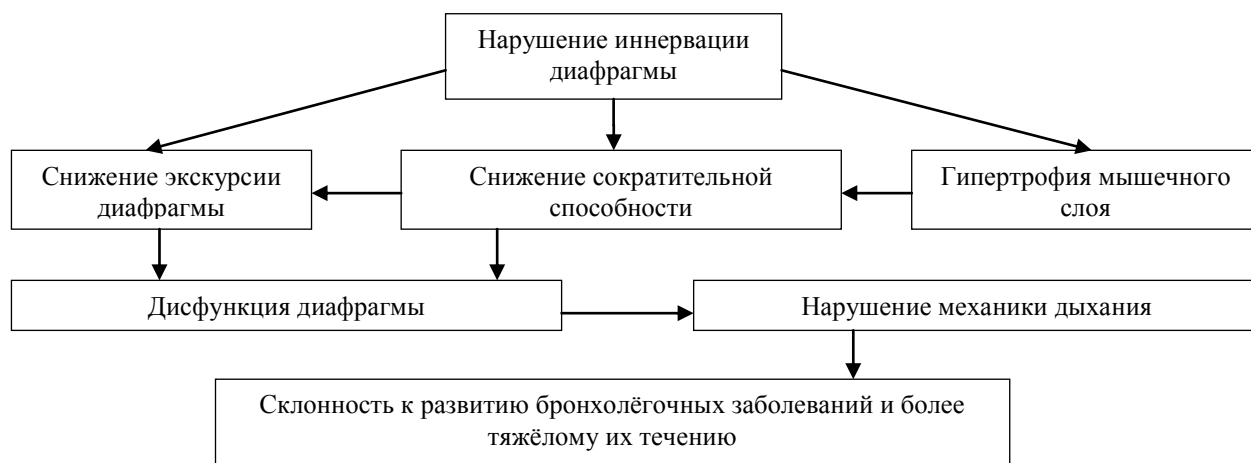 Нарушение иннервации
диафрагмы
Снижение экскурсии
диафрагмы
Снижение сократительной
способности
Гипертрофия мышечного
слоя
Дисфункция диафрагмы
Нарушение механики дыхания
Склонность к развитию бронхолёгочных заболеваний и более
тяжёлому их течению